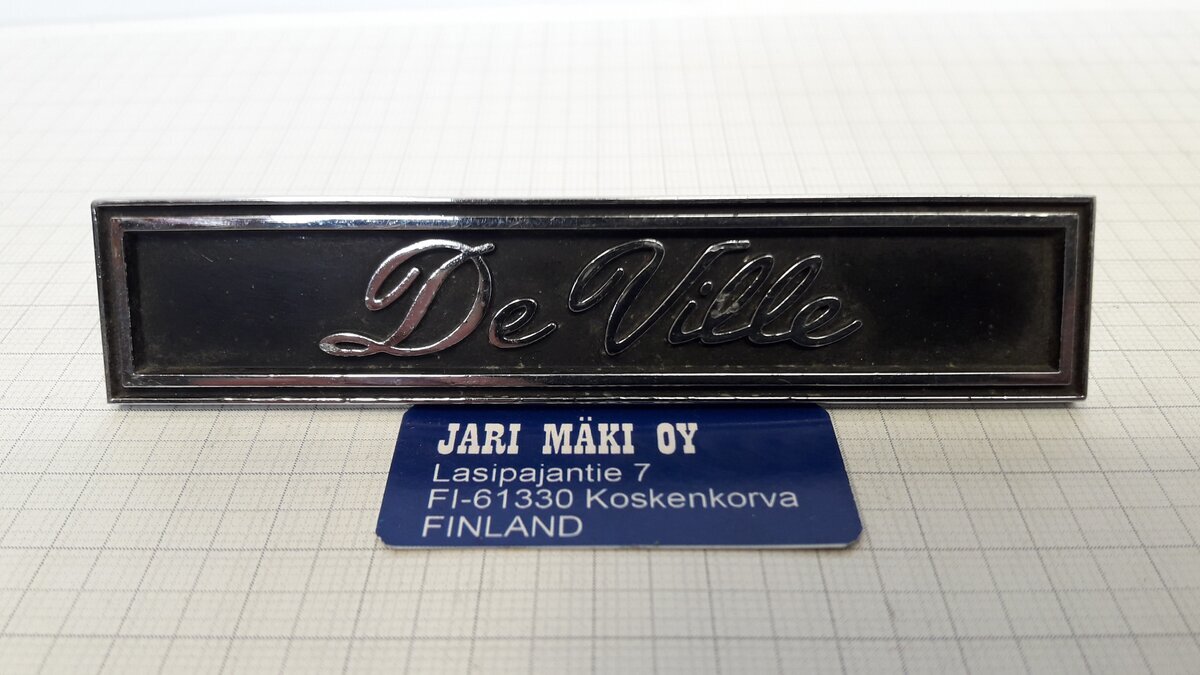 De Ville
JARI MÄKI OY
Lasipajantie 7
FI-61330 Koskenkorva
FINLAND